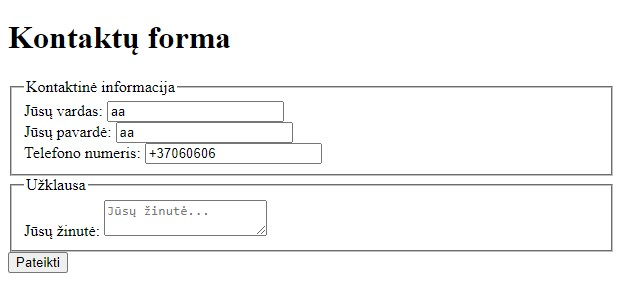 Kontaktų forma
Kontaktinė informacija
Jūsų vardas: aa
Jūsų pavardė: aa
Telefono numeris: +37060606
Užklausa
Jūsų žinutė: Jūsų žinutė...
Pateikti